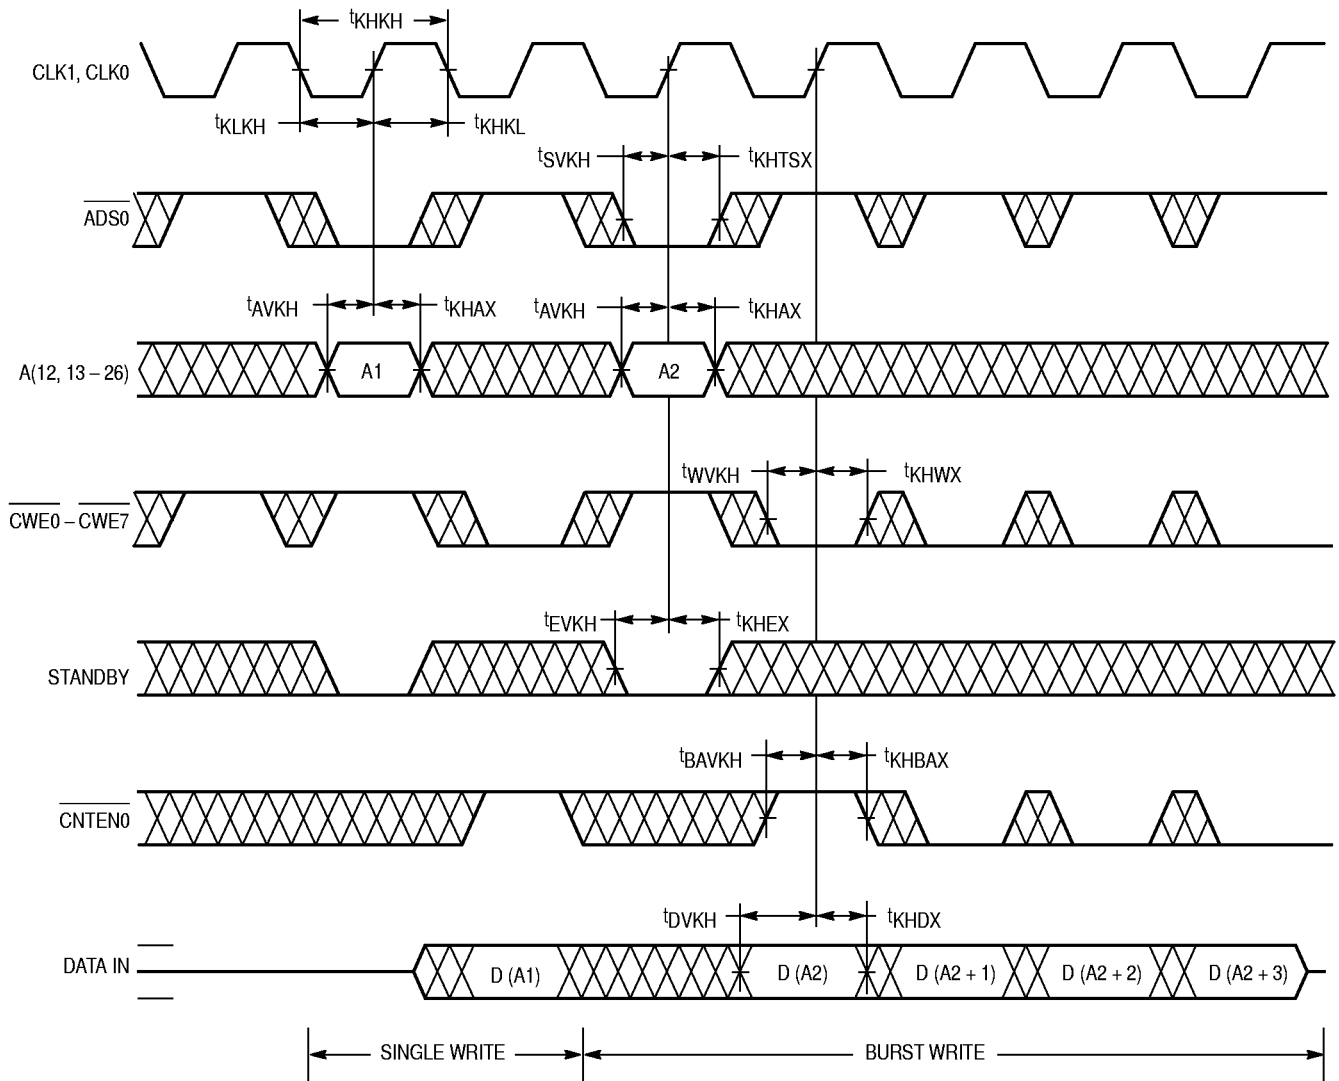 tKHKH
CLK1, CLK0
tKLKH tKHKL
tSVKH tKHTSX
ADS0
tAVKH tKHAX tAVKH tKHAX
A(12, 13 – 26) A1 A2
tWVKH tKHWX
CWE0 – CWE7
tEVKH tKHEX
STANDBY
tBAVKH tKHBAX
CNTEN0
tDVKH tKHDX
DATA IN D (A1) D (A2) D (A2 + 1) D (A2 + 2) D (A2 + 3)
SINGLE WRITE BURST WRITE